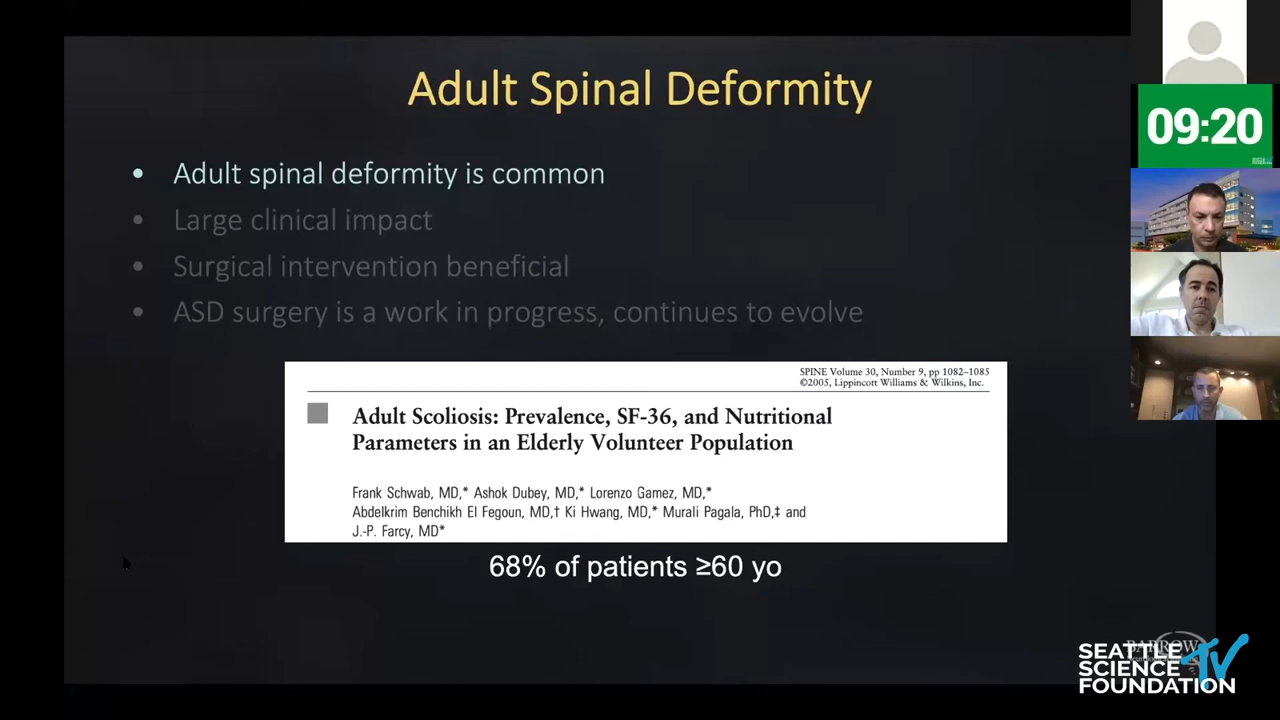 Adult Spinal Deformity
• Adult spinal deformity is common
• Large clinical impact
• Surgical intervention beneficial
• ASD surgery is a work in progress, continues to evolve
SPINE Volume 30, Number 9, pp 1082–1085
©2005, Lippincott Williams & Wilkins, Inc.
Adult Scoliosis: Prevalence, SF-36, and Nutritional
Parameters in an Elderly Volunteer Population
Frank Schwab, MD,* Ashok Dubey, MD,* Lorenzo Gamez, MD,*
Abdelkrim Benchikh El Fegoun, MD,† Ki Hwang, MD,* Murali Pagala, PhD,‡ and
J.-P. Farcy, MD*
68% of patients ≥60 yo
09:20
BARROW
SEATTLE
SCIENCE TV
FOUNDATION